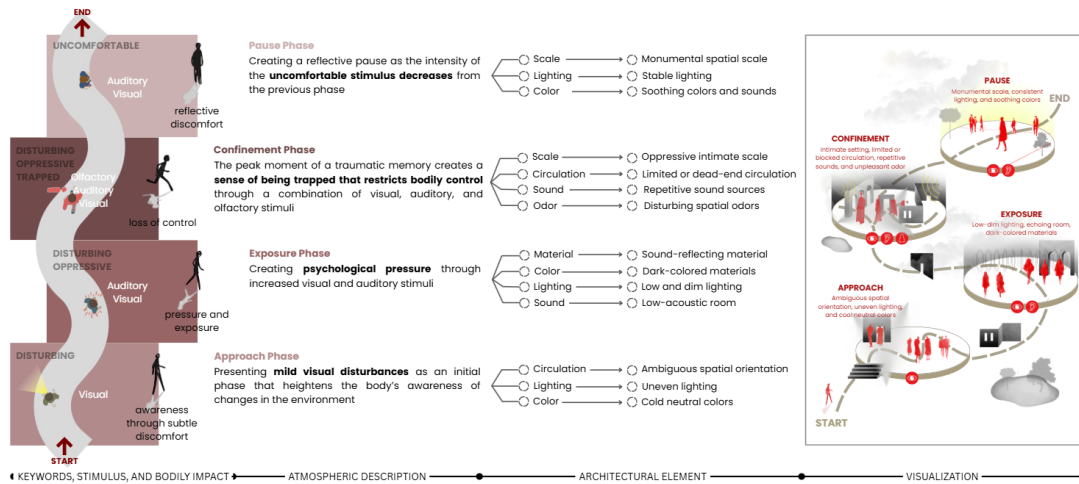 END
UNCOMFORTABLE
Auditory
Visual
reflective
discomfort
Pause Phase
Creating a reflective pause as the intensity of
the uncomfortable stimulus decreases from
the previous phase
Scale
Monumental spatial scale
Lighting
Stable lighting
Color
Soothing colors and sounds
DISTURBING
OPPRESSIVE
TRAPPED
Olfactory
Auditory
Visual
loss of control
Confinement Phase
The peak moment of a traumatic memory creates a
sense of being trapped that restricts bodily control
through a combination of visual, auditory, and
olfactory stimuli
Scale
Oppressive intimate scale
Circulation
Limited or dead-end circulation
Sound
Repetitive sound sources
Odor
Disturbing spatial odors
DISTURBING
OPPRESSIVE
Auditory
Visual
pressure and
exposure
Exposure Phase
Creating psychological pressure through
increased visual and auditory stimuli
Material
Sound-reflecting material
Color
Dark-colored materials
Lighting
Low and dim lighting
Sound
Low-acoustic room
DISTURBING
Visual
awareness
through subtle
discomfort
START
Approach Phase
Presenting mild visual disturbances as an initial
phase that heightens the body's awareness of
changes in the environment
Circulation
Ambiguous spatial orientation
Lighting
Uneven lighting
Color
Cold neutral colors
PAUSE
Monumental scale, consistent
lighting, and soothing colors
END
CONFINEMENT
Intimate setting, limited or
blocked circulation, repetitive
sounds, and unpleasant odor
EXPOSURE
Low-dim lighting, echoing room,
dark-colored materials
APPROACH
Ambiguous spatial
orientation, uneven lighting,
and cool neutral colors
START
KEYWORDS, STIMULUS, AND BODILY IMPACT
ATMOSPHERIC DESCRIPTION
ARCHITECTURAL ELEMENT
VISUALIZATION